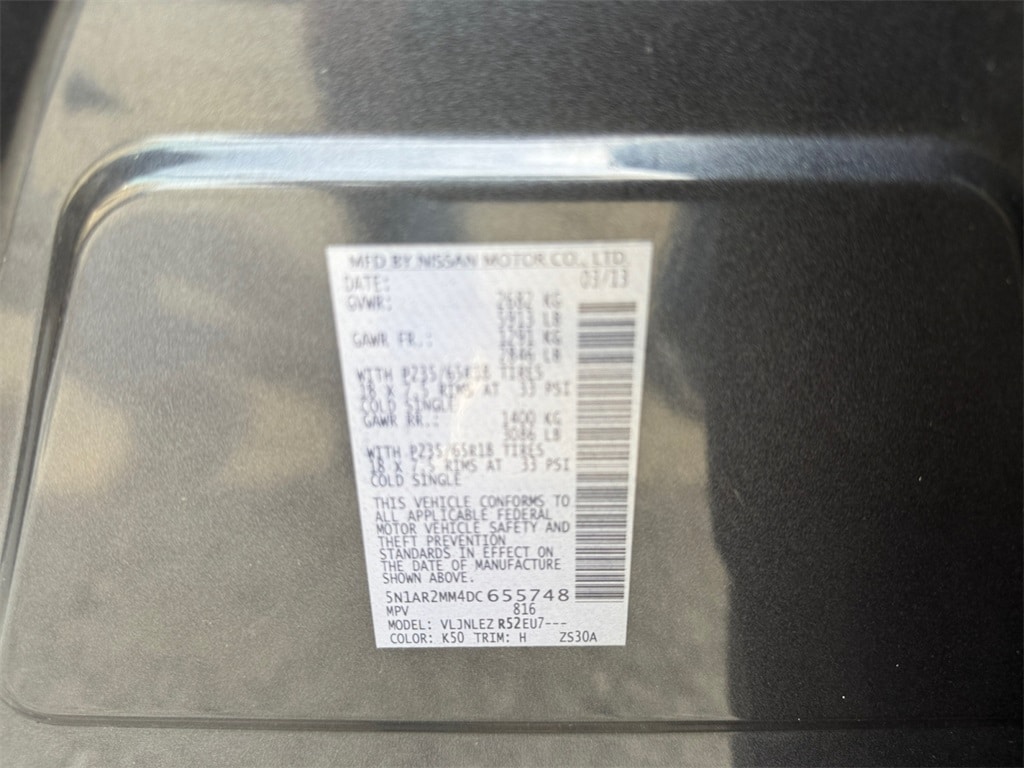 MFD BY NISSAN MOTOR CO., LTD.
DATE: 03/13
GVWR: 2682 KG
5913 LB
GAWR FR.: 1291 KG
2846 LB
WITH P235/65R18 TIRES
18 X 7.5 RIMS AT 33 PSI
COLD SINGLE
GAWR RR.: 1400 KG
3086 LB
WITH P235/65R18 TIRES
18 X 7.5 RIMS AT 33 PSI
COLD SINGLE
THIS VEHICLE CONFORMS TO
ALL APPLICABLE FEDERAL
MOTOR VEHICLE SAFETY AND
THEFT PREVENTION
STANDARDS IN EFFECT ON
THE DATE OF MANUFACTURE
SHOWN ABOVE.
5N1AR2MM4DC655748
MPV 816
MODEL: VLJNLEZ R52EU7---
COLOR: K50 TRIM: H ZS30A